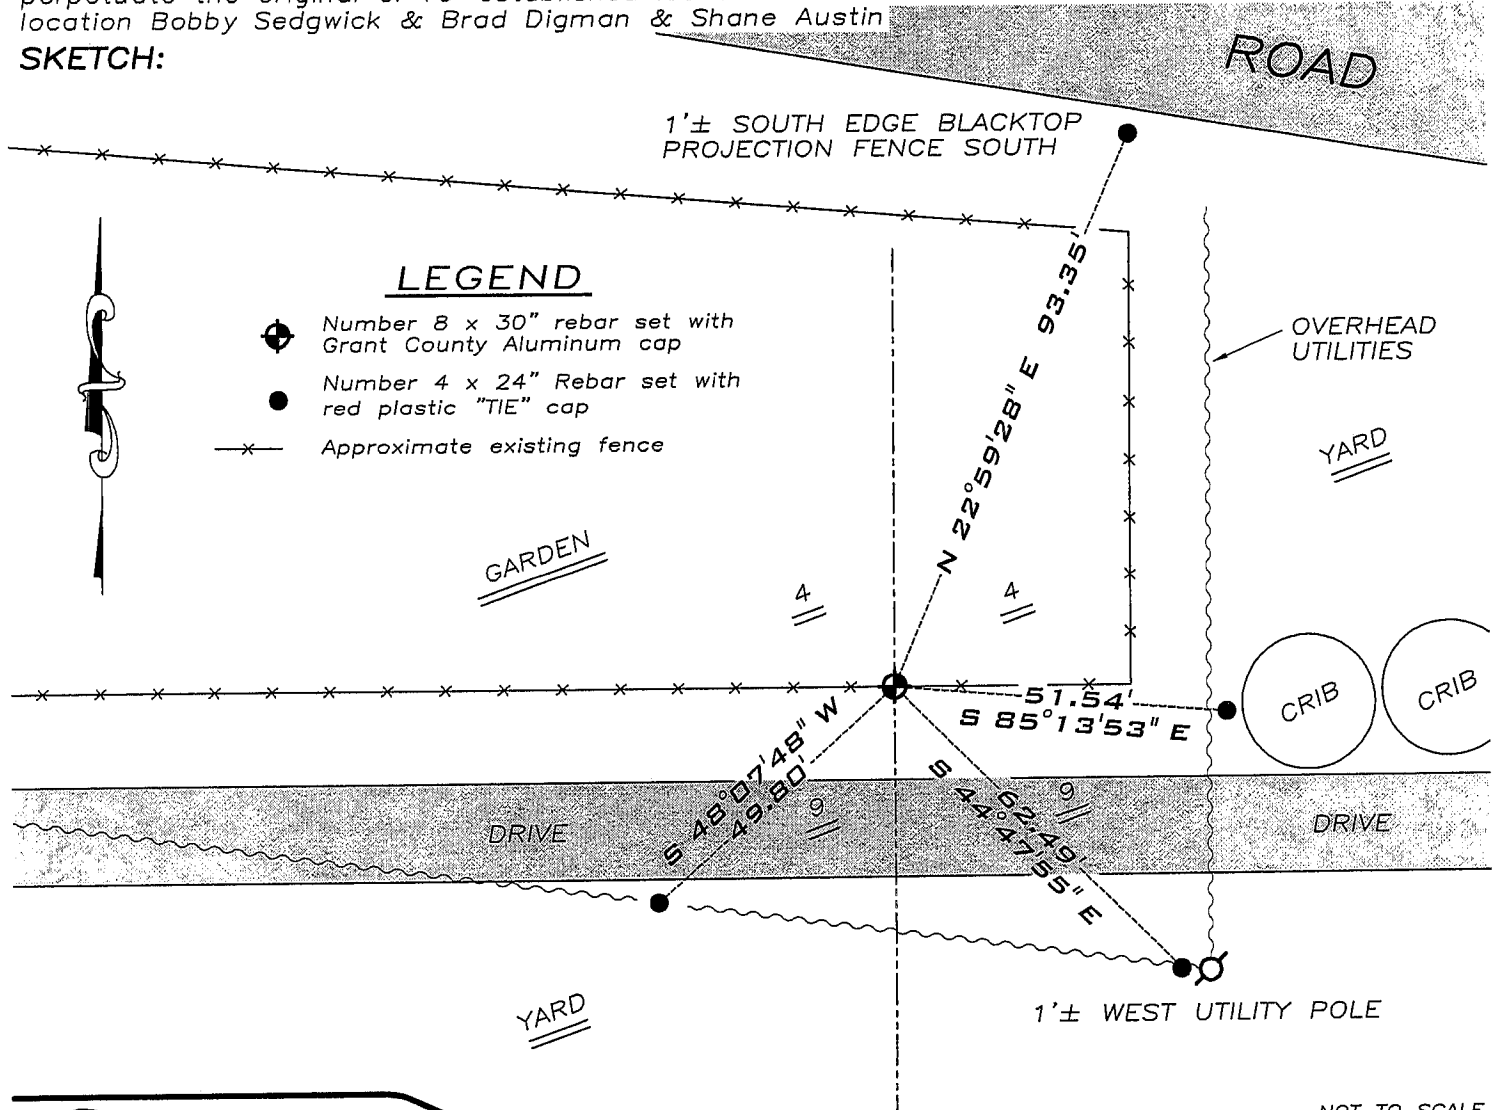 location Bobby Sedgwick & Brad Digman & Shane Austin
SKETCH:
ROAD
1'± SOUTH EDGE BLACKTOP
PROJECTION FENCE SOUTH
LEGEND
Number 8 x 30" rebar set with
Grant County Aluminum cap
Number 4 x 24" Rebar set with
red plastic "TIE" cap
Approximate existing fence
N 22°59'28" E 93.35'
OVERHEAD
UTILITIES
YARD
GARDEN
4
4
CRIB
CRIB
51.54'
S 85°13'53" E
S 48°07'48" W
49.80'
62.49'
S 44°47'55" E
9
9
DRIVE
DRIVE
YARD
1'± WEST UTILITY POLE
NOT TO SCALE